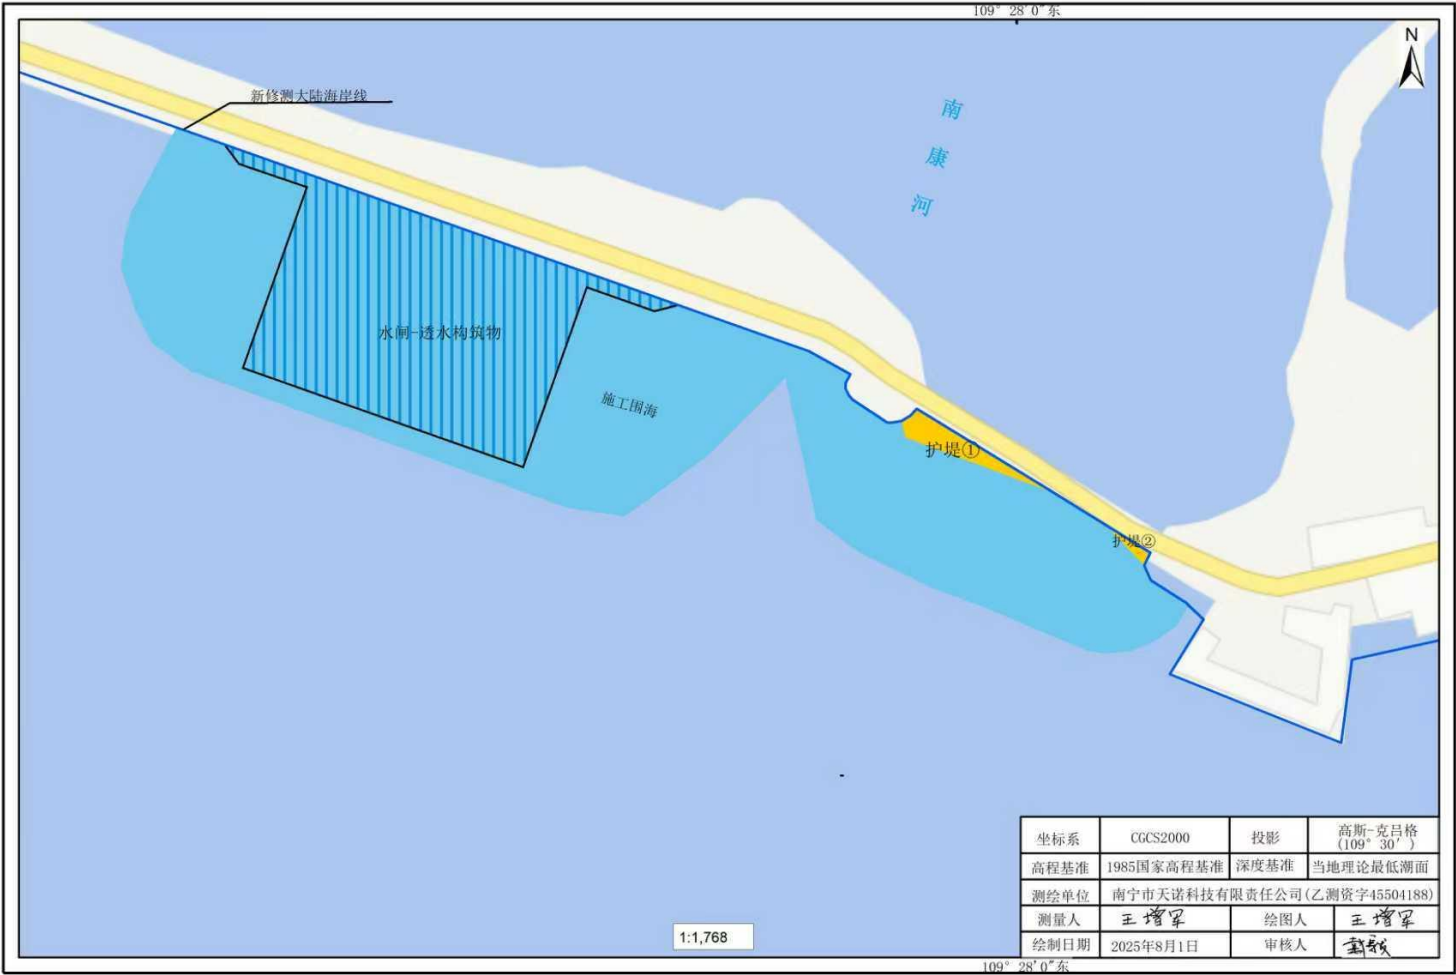 109° 28′0″东
N
新修测大陆海岸线
南
康
河
水闸-透水构筑物
施工围海
护堤①
护堤②
坐标系 CGCS2000 投影 高斯-克吕格
(109° 30′ )
高程基准 1985国家高程基准 深度基准 当地理论最低潮面
测绘单位 南宁市天诺科技有限责任公司(乙测资字45504188)
测量人 王增军 绘图人 王增军
绘制日期 2025年8月1日 审核人
1:1,768
109° 28′0″东